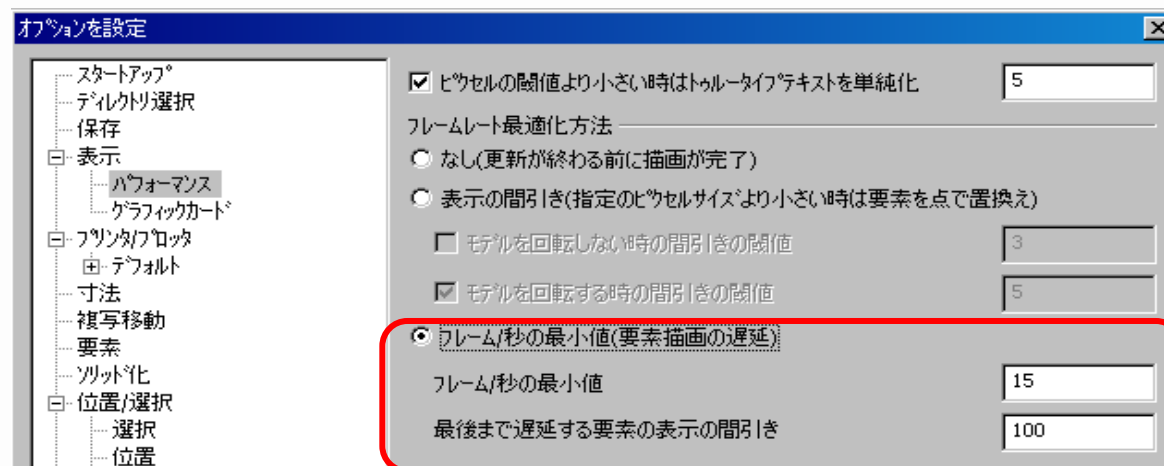 オプションを設定
スタートアップ
ディレクトリ選択
保存
表示
パフォーマンス
グラフィックカード
プリンタ/プロッタ
デフォルト
寸法
複写移動
要素
ソリッド化
位置/選択
選択
位置
ピクセルの閾値より小さい時はトゥルータイプテキストを単純化
5
フレームレート最適化方法
なし(更新が終わる前に描画が完了)
表示の間引き(指定のピクセルサイズより小さい時は要素を点で置換え)
モデルを回転しない時の間引きの閾値
3
モデルを回転する時の間引きの閾値
5
フレーム/秒の最小値(要素描画の遅延)
フレーム/秒の最小値
15
最後まで遅延する要素の表示の間引き
100